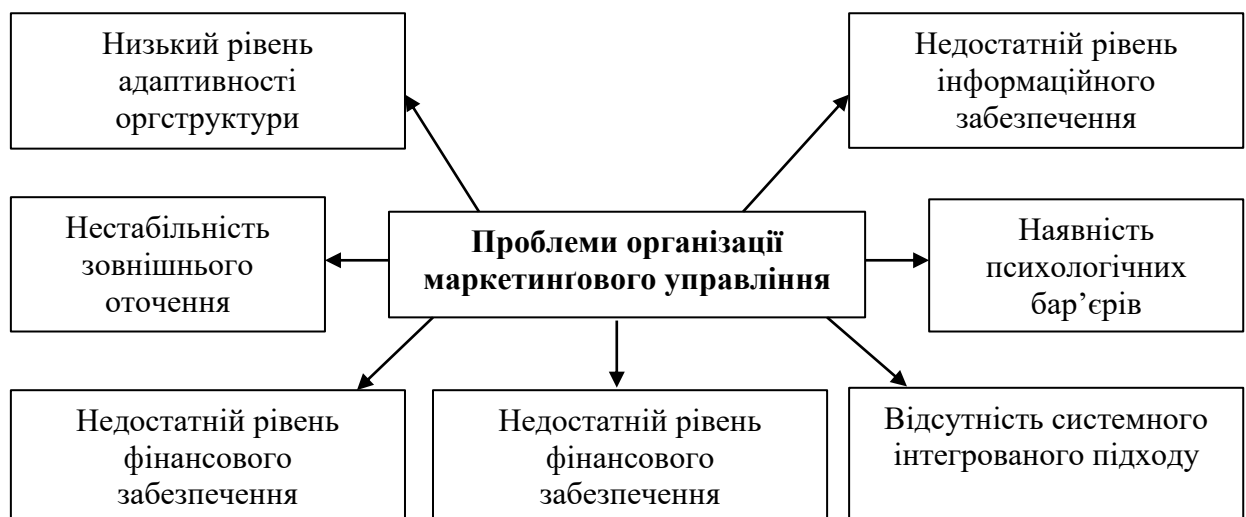 Низький рівень
адаптивності
оргструктури
Недостатній рівень
інформаційного
забезпечення
Нестабільність
зовнішнього
оточення
Проблеми організації
маркетинґового управління
Наявність
психологічних
бар’єрів
Недостатній рівень
фінансового
забезпечення
Недостатній рівень
фінансового
забезпечення
Відсутність системного
інтегрованого підходу